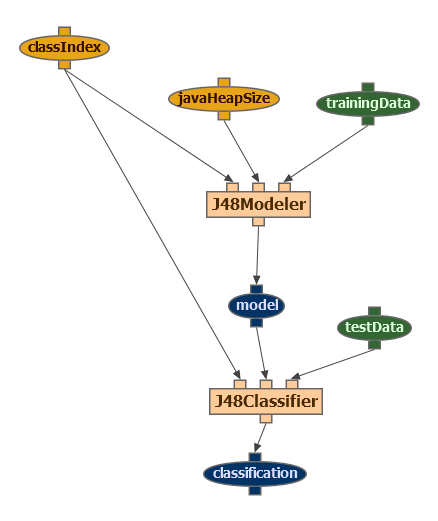 classIndex
javaHeapSize
trainingData
J48Modeler
model
testData
J48Classifier
classification